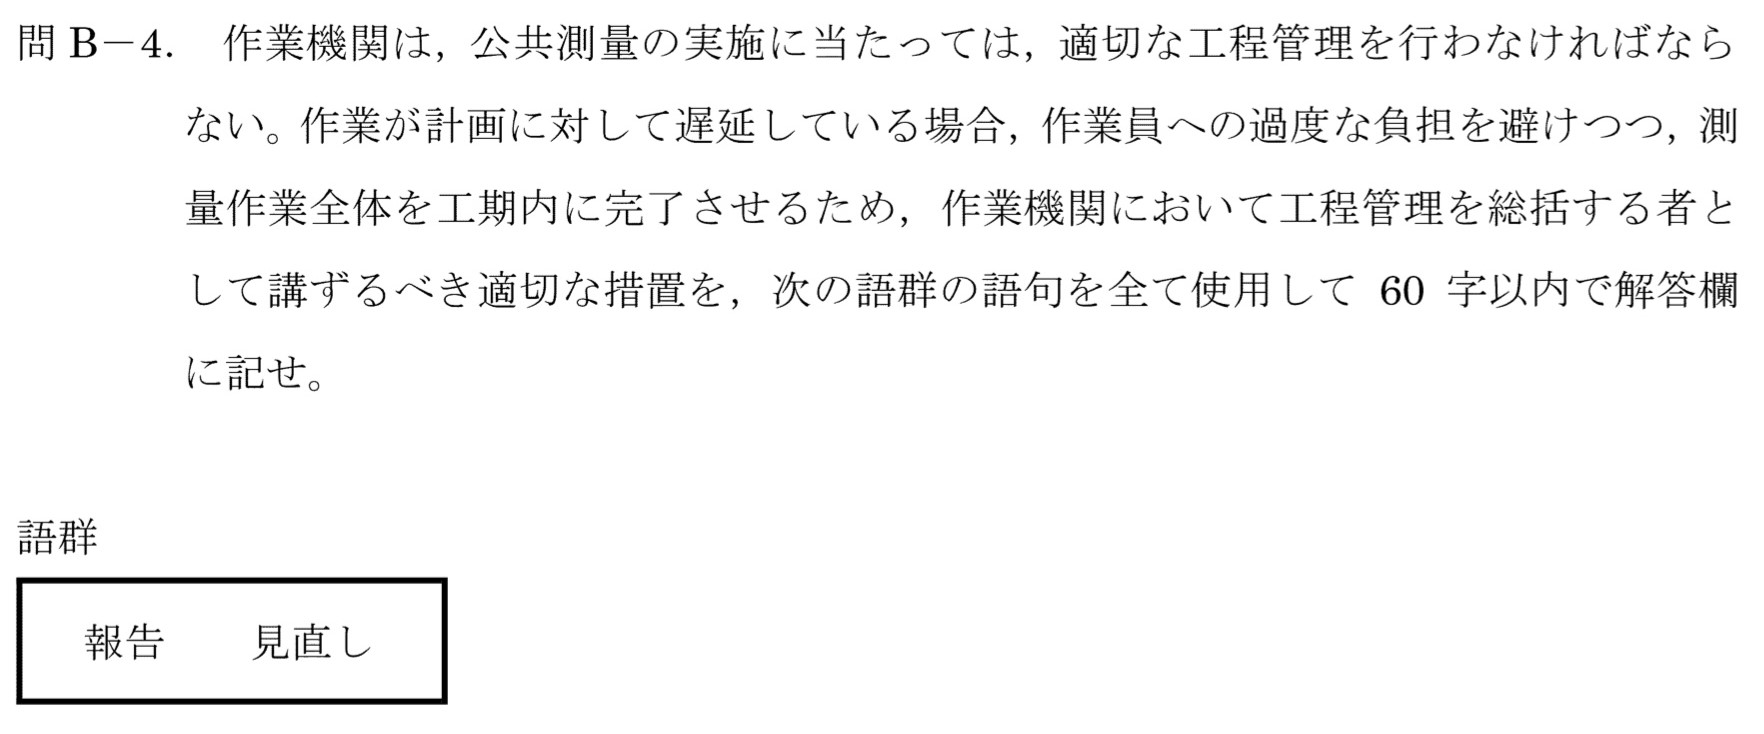 問 B－4. 作業機関は，公共測量の実施に当たっては，適切な工程管理を行わなければなら
ない。作業が計画に対して遅延している場合，作業員への過度な負担を避けつつ，測
量作業全体を工期内に完了させるため，作業機関において工程管理を総括する者と
して講ずるべき適切な措置を，次の語群の語句を全て使用して 60 字以内で解答欄
に記せ。
語群
報告 見直し